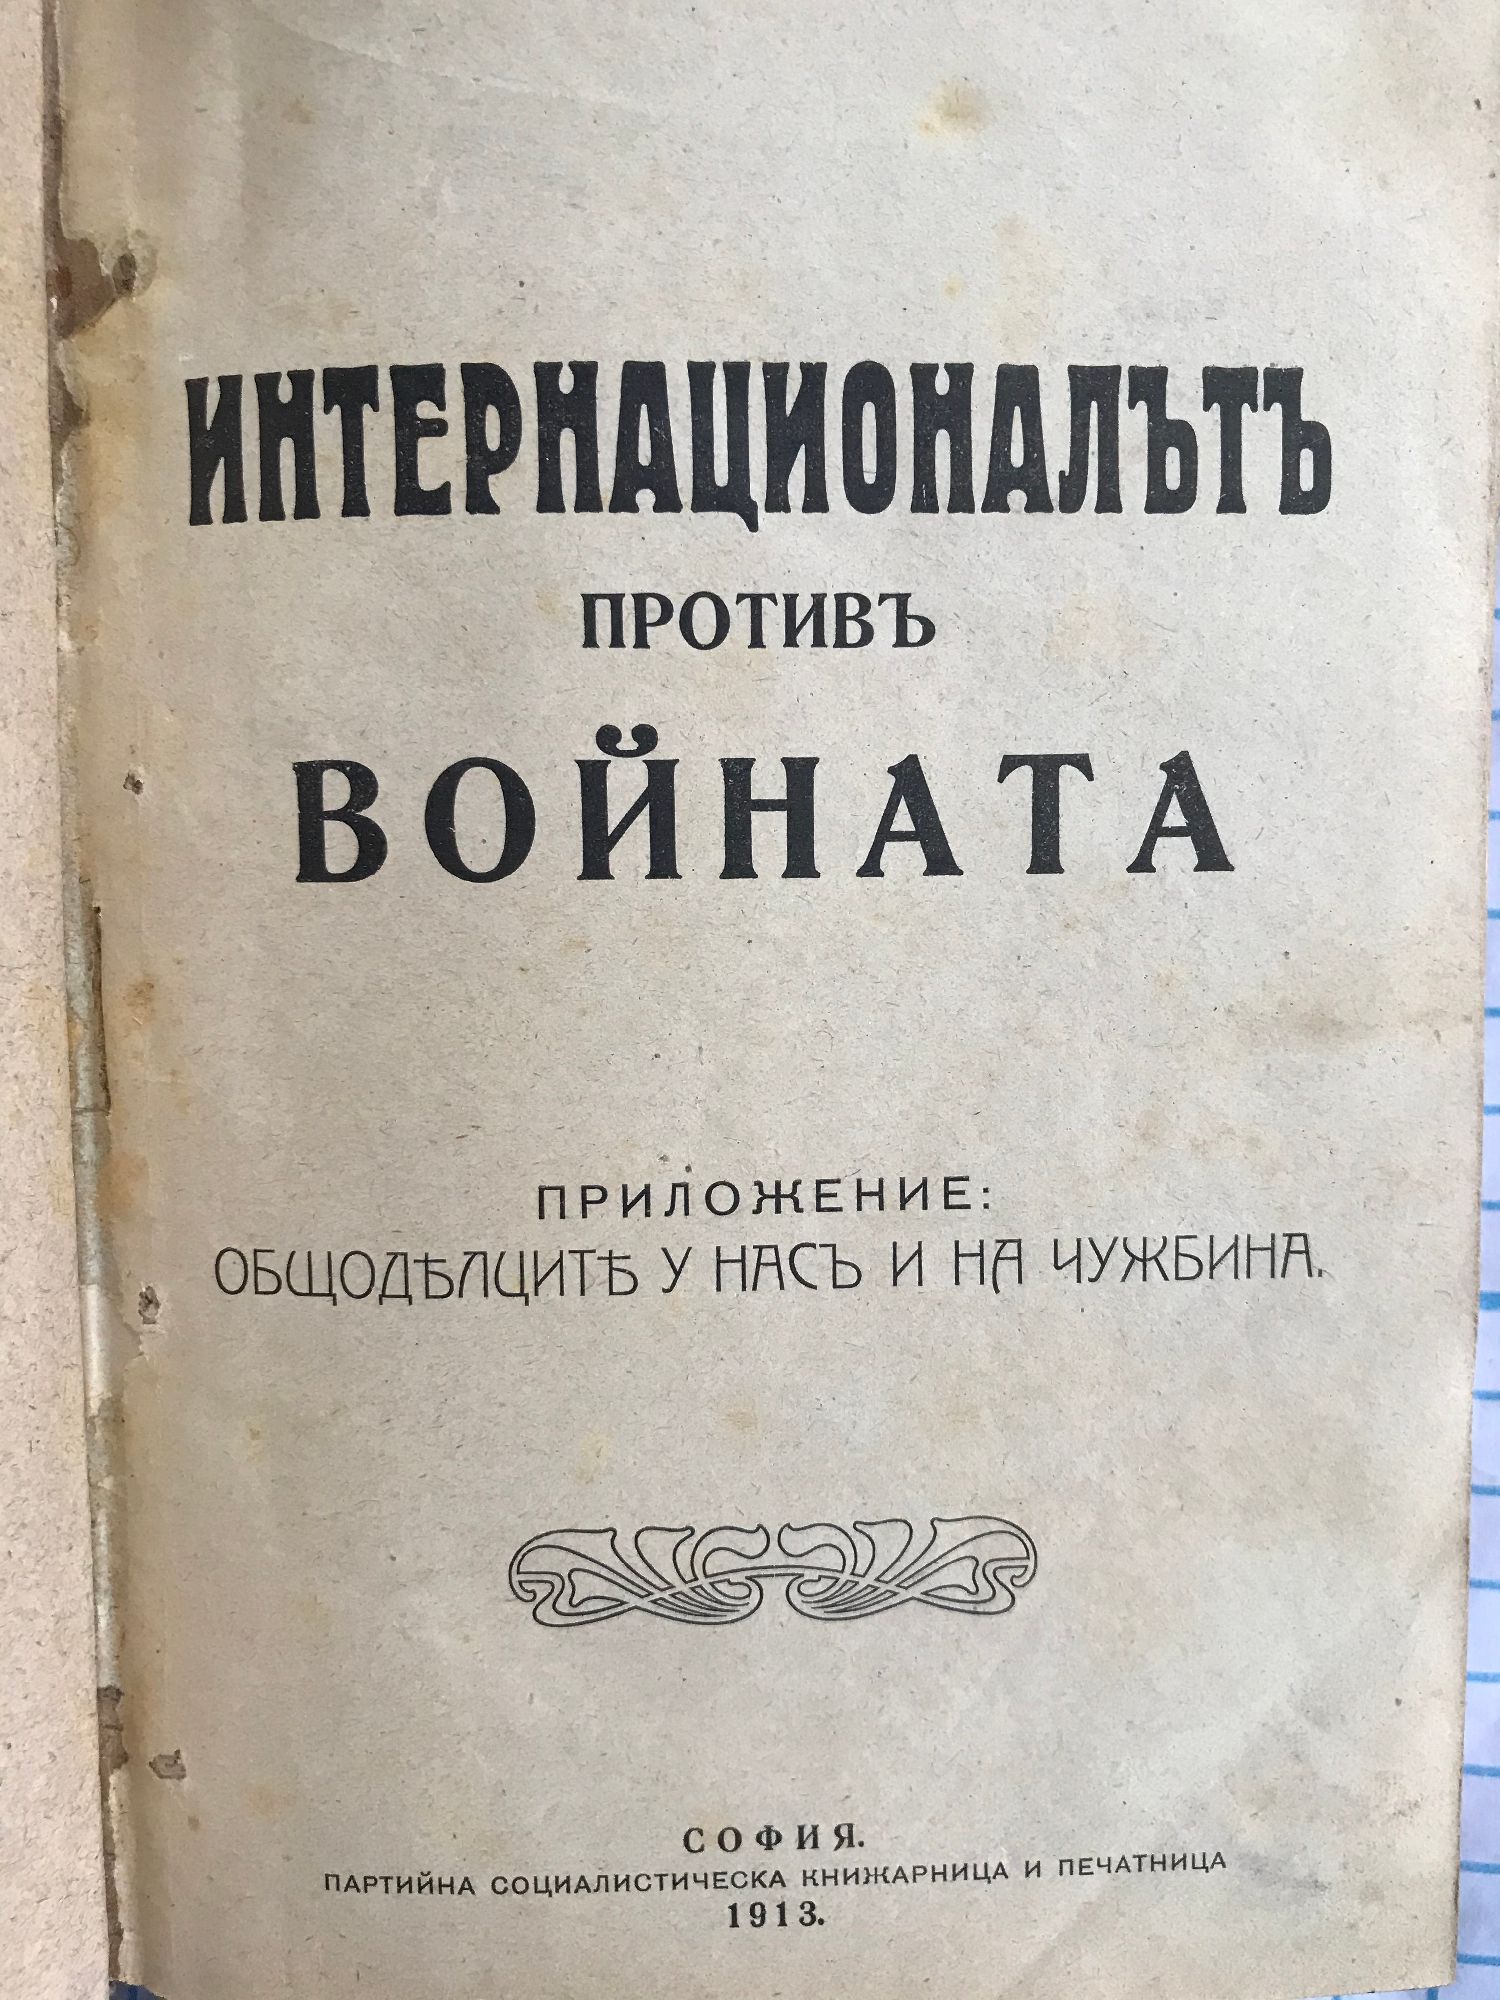 ИНТЕРНАЦИОНАЛЪТЪ
ПРОТИВЪ
ВОЙНАТА
ПРИЛОЖЕНИЕ:
ОБЩОДѢЛЦИТѢ У НАСЪ И НА ЧУЖБИНА.
СОФИЯ.
ПАРТИЙНА СОЦИАЛИСТИЧЕСКА КНИЖАРНИЦА И ПЕЧАТНИЦА
1913.